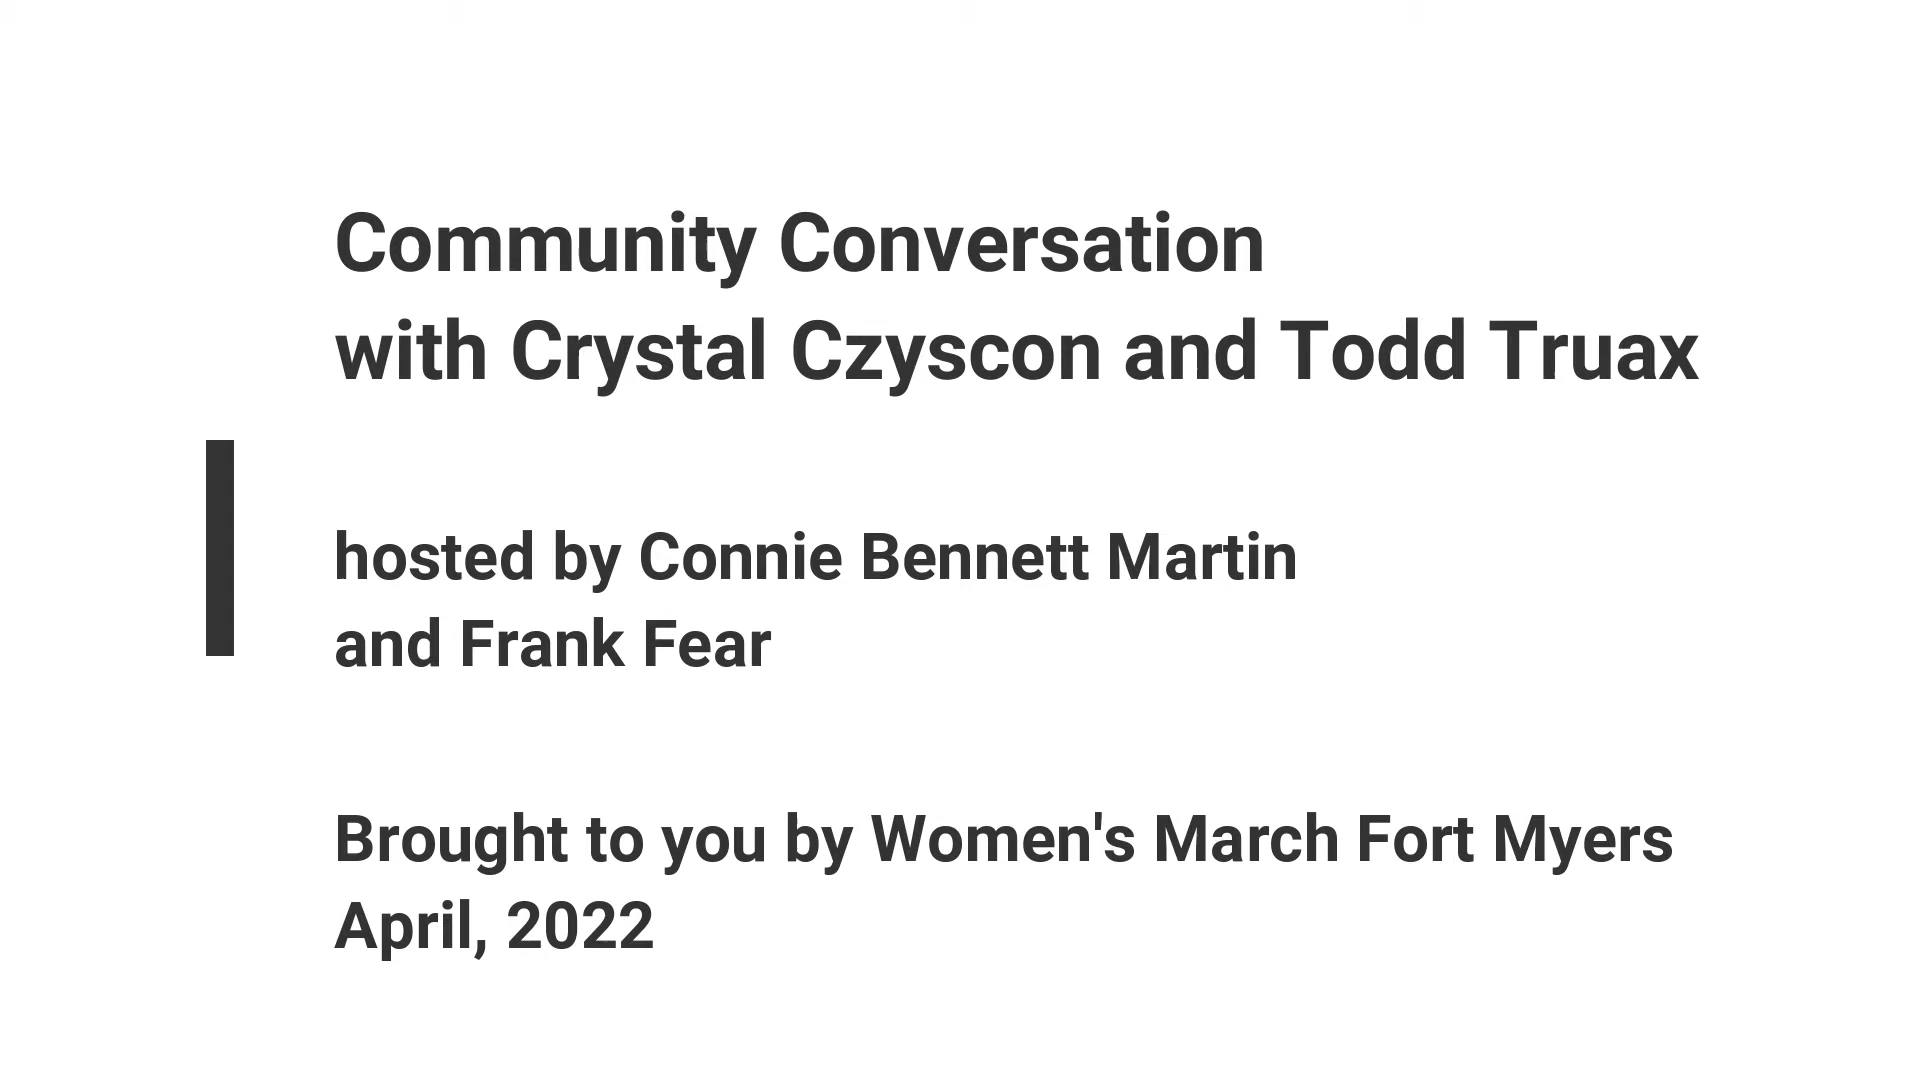 Community Conversation
with Crystal Czyscon and Todd Truax
hosted by Connie Bennett Martin
and Frank Fear
Brought to you by Women's March Fort Myers
April, 2022